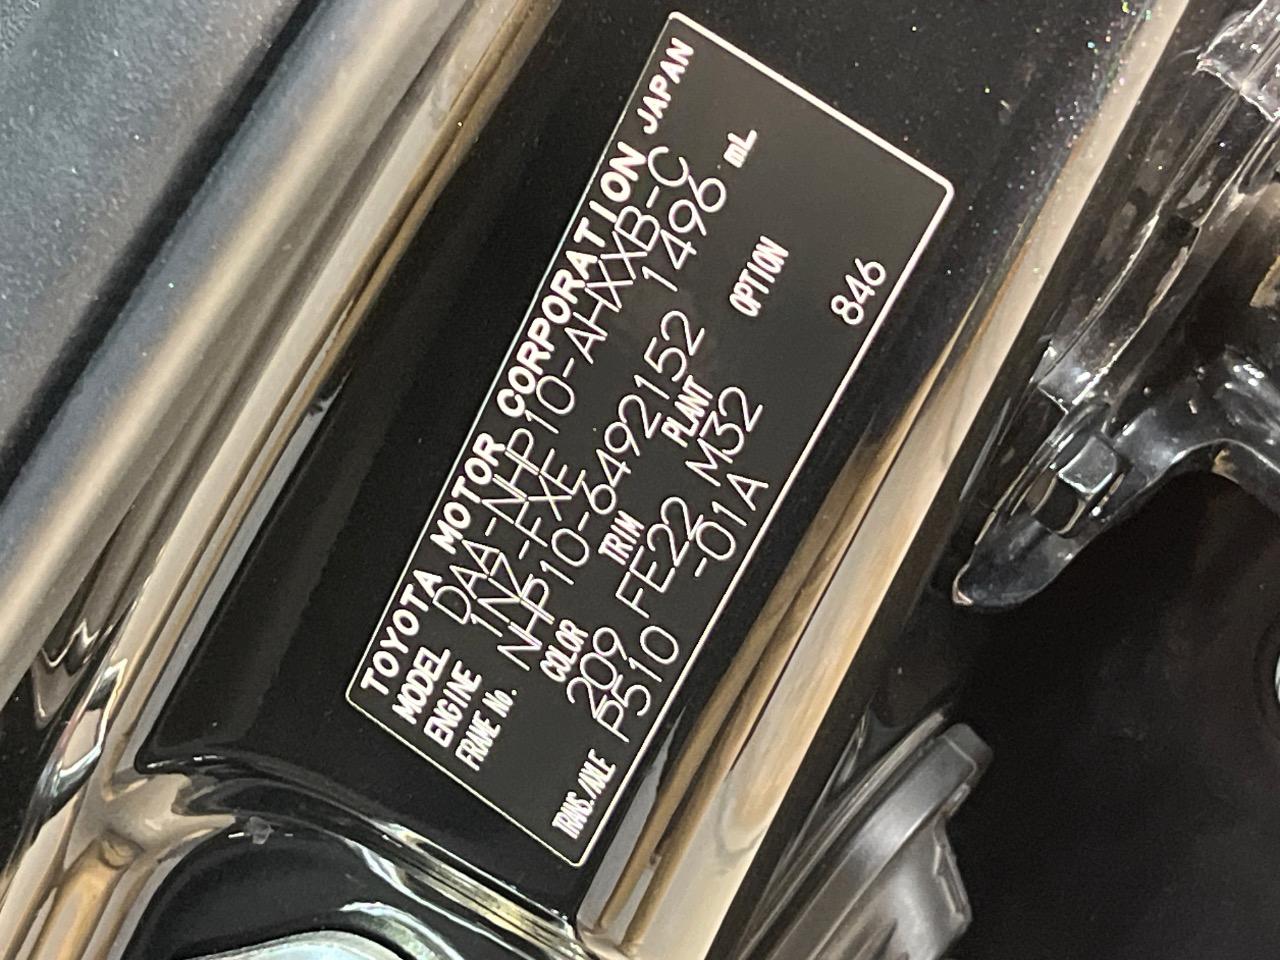 TOYOTA MOTOR CORPORATION JAPAN
MODEL DAA-NHP10-AHXXB-C
ENGINE 1NZ-FXE 1496 mL
FRAME No. NHP10-6492152
COLOR TRIM PLANT OPTION
209 FE22 M32
TRANS./AXLE P510 -01A 846